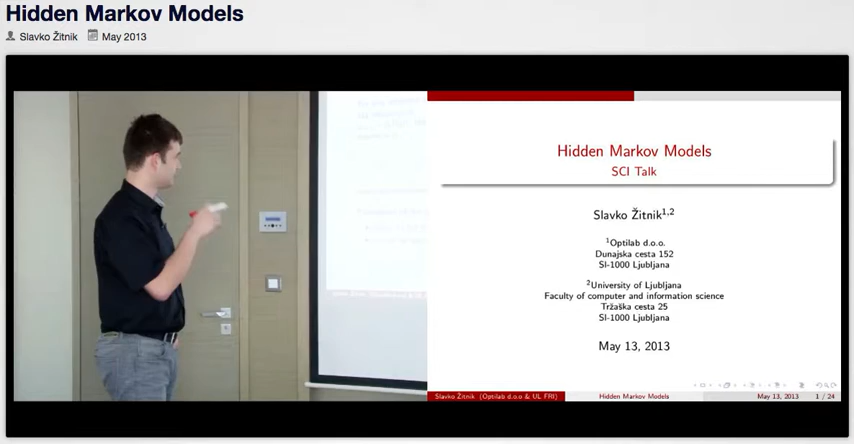 Hidden Markov Models
Slavko Žitnik May 2013
Hidden Markov Models
SCI Talk
Slavko Žitnik1,2
1Optilab d.o.o.
Dunajska cesta 152
SI-1000 Ljubljana
2University of Ljubljana
Faculty of computer and information science
Tržaška cesta 25
SI-1000 Ljubljana
May 13, 2013
Slavko Žitnik (Optilab d.o.o & UL FRI) Hidden Markov Models May 13, 2013 1 / 24